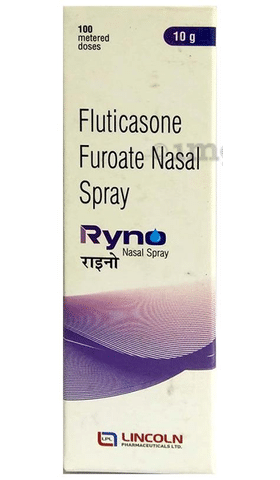 100
metered
doses
10 g
Fluticasone
Furoate Nasal
Spray
Ryno
Nasal Spray
राइनो
LPL LINCOLN
PHARMACEUTICALS LTD.